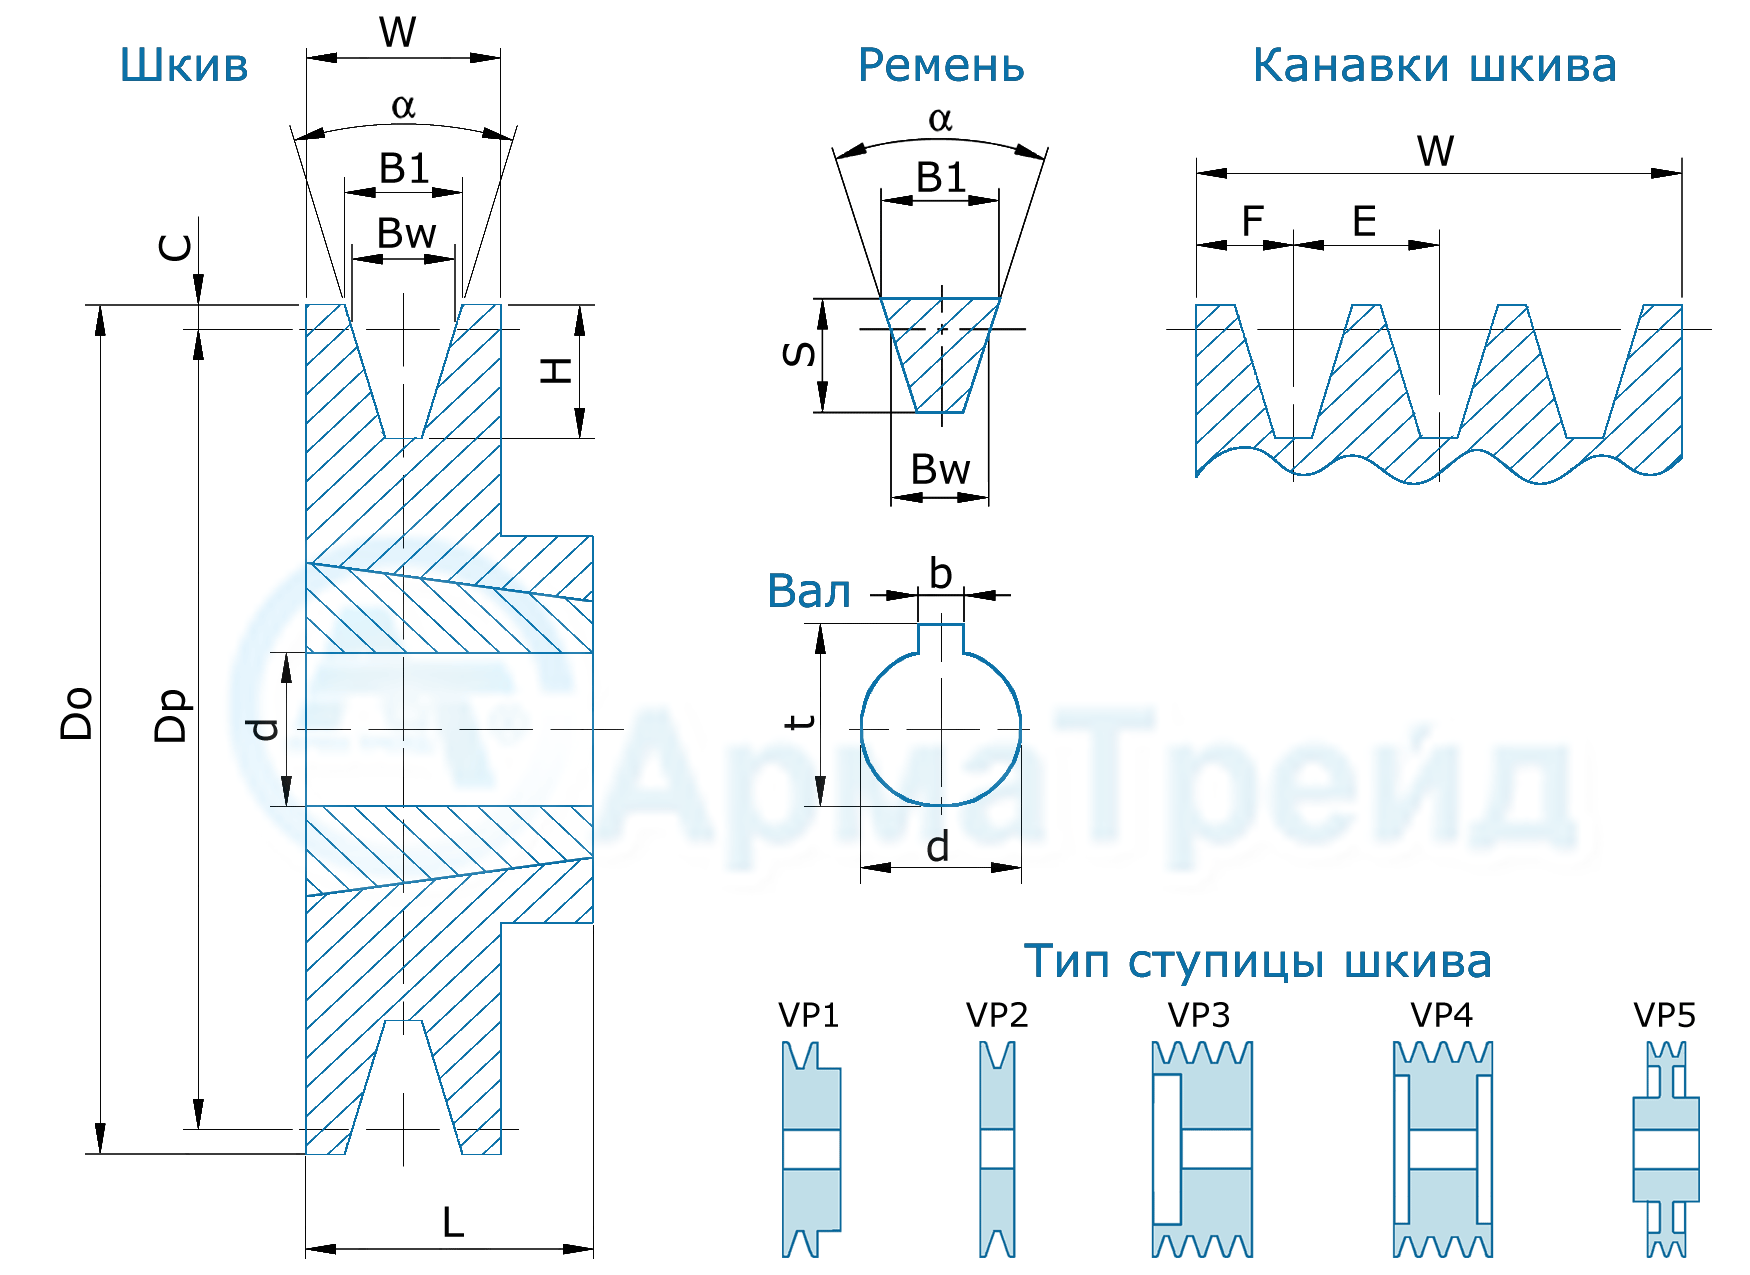 Шкив
W
α
B1
Bw
C
H
Do
Dp
d
L
Ремень
α
B1
S
Bw
Канавки шкива
W
F
E
Вал
b
t
d
АрмаТрейд
®
Тип ступицы шкива
VP1 VP2 VP3 VP4 VP5